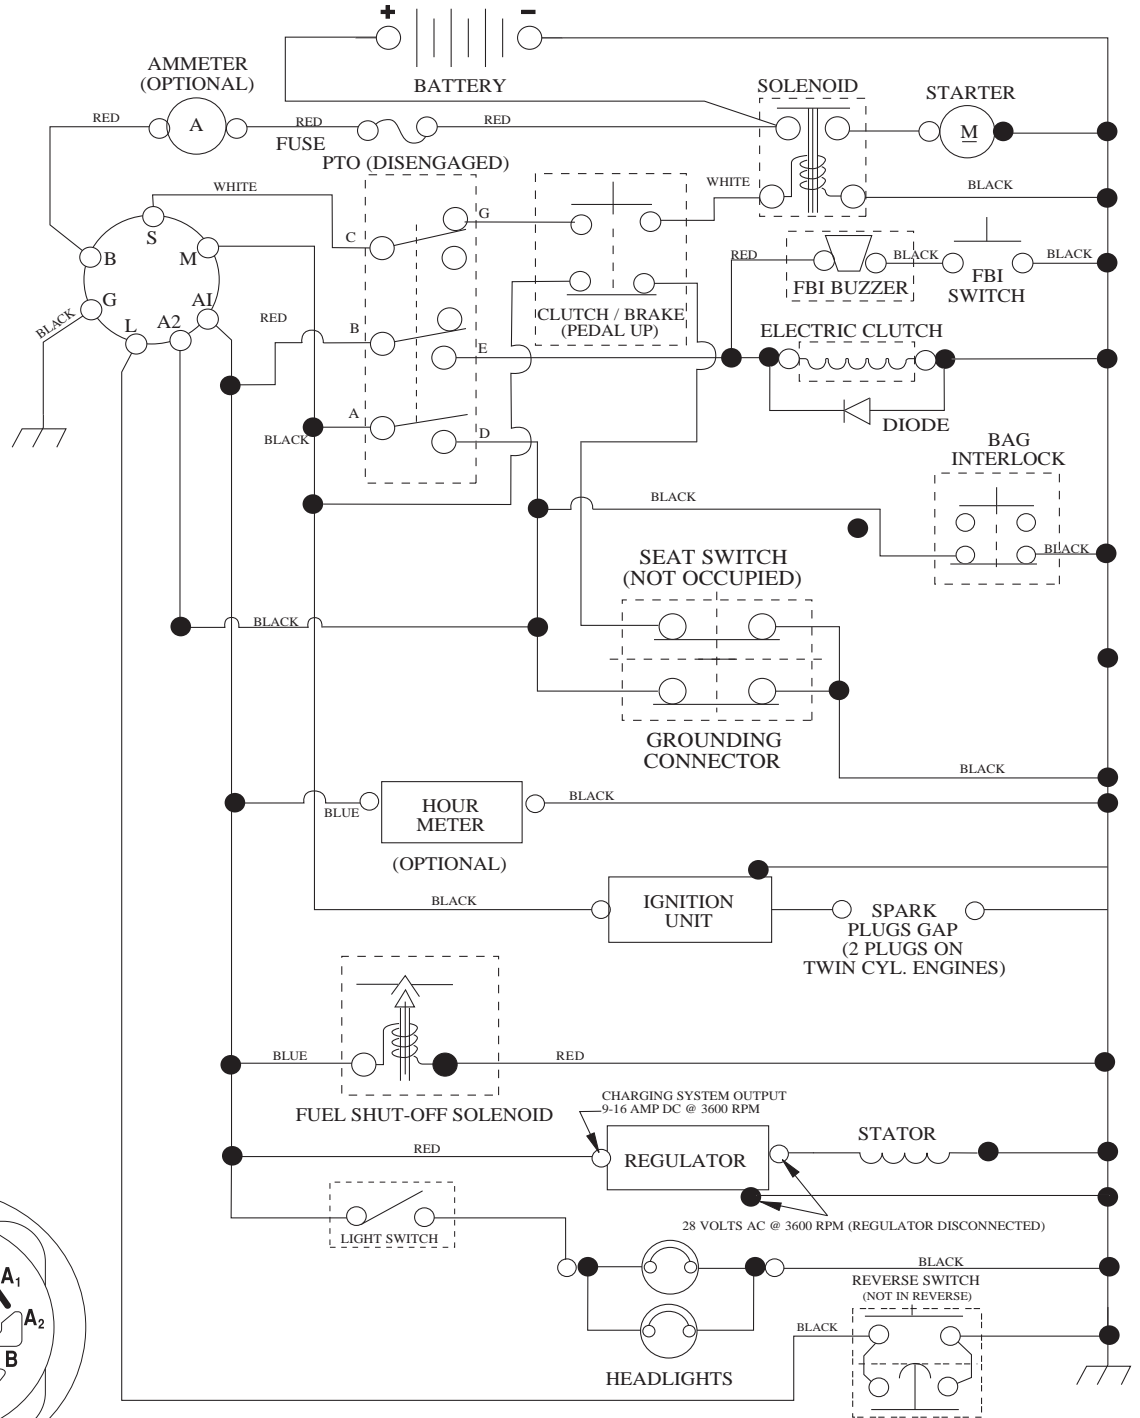 +
−
BATTERY
AMMETER
(OPTIONAL)
A
RED
RED
FUSE
RED
PTO (DISENGAGED)
SOLENOID
STARTER
M
WHITE
WHITE
BLACK
S
B
M
G
L
A2
A1
BLACK
C
G
RED
B
E
A
D
BLACK
CLUTCH / BRAKE
(PEDAL UP)
RED
FBI BUZZER
BLACK
FBI
SWITCH
BLACK
ELECTRIC CLUTCH
DIODE
BAG
INTERLOCK
BLACK
BLACK
SEAT SWITCH
(NOT OCCUPIED)
BLACK
GROUNDING
CONNECTOR
BLACK
BLUE
HOUR
METER
BLACK
(OPTIONAL)
BLACK
IGNITION
UNIT
SPARK
PLUGS GAP
(2 PLUGS ON
TWIN CYL. ENGINES)
BLUE
RED
FUEL SHUT-OFF SOLENOID
CHARGING SYSTEM OUTPUT
9-16 AMP DC @ 3600 RPM
RED
REGULATOR
STATOR
28 VOLTS AC @ 3600 RPM (REGULATOR DISCONNECTED)
LIGHT SWITCH
BLACK
HEADLIGHTS
REVERSE SWITCH
(NOT IN REVERSE)
BLACK
A1
A2
B